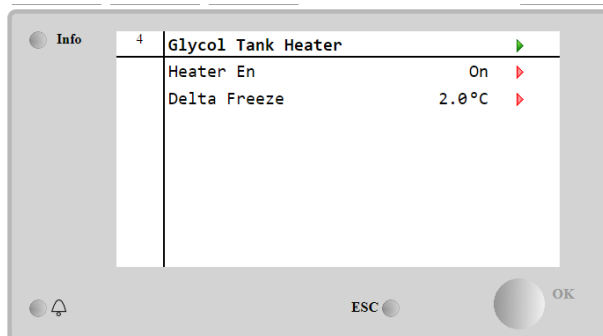 Info
4 Glycol Tank Heater
Heater En On
Delta Freeze 2.0°C
ESC
OK